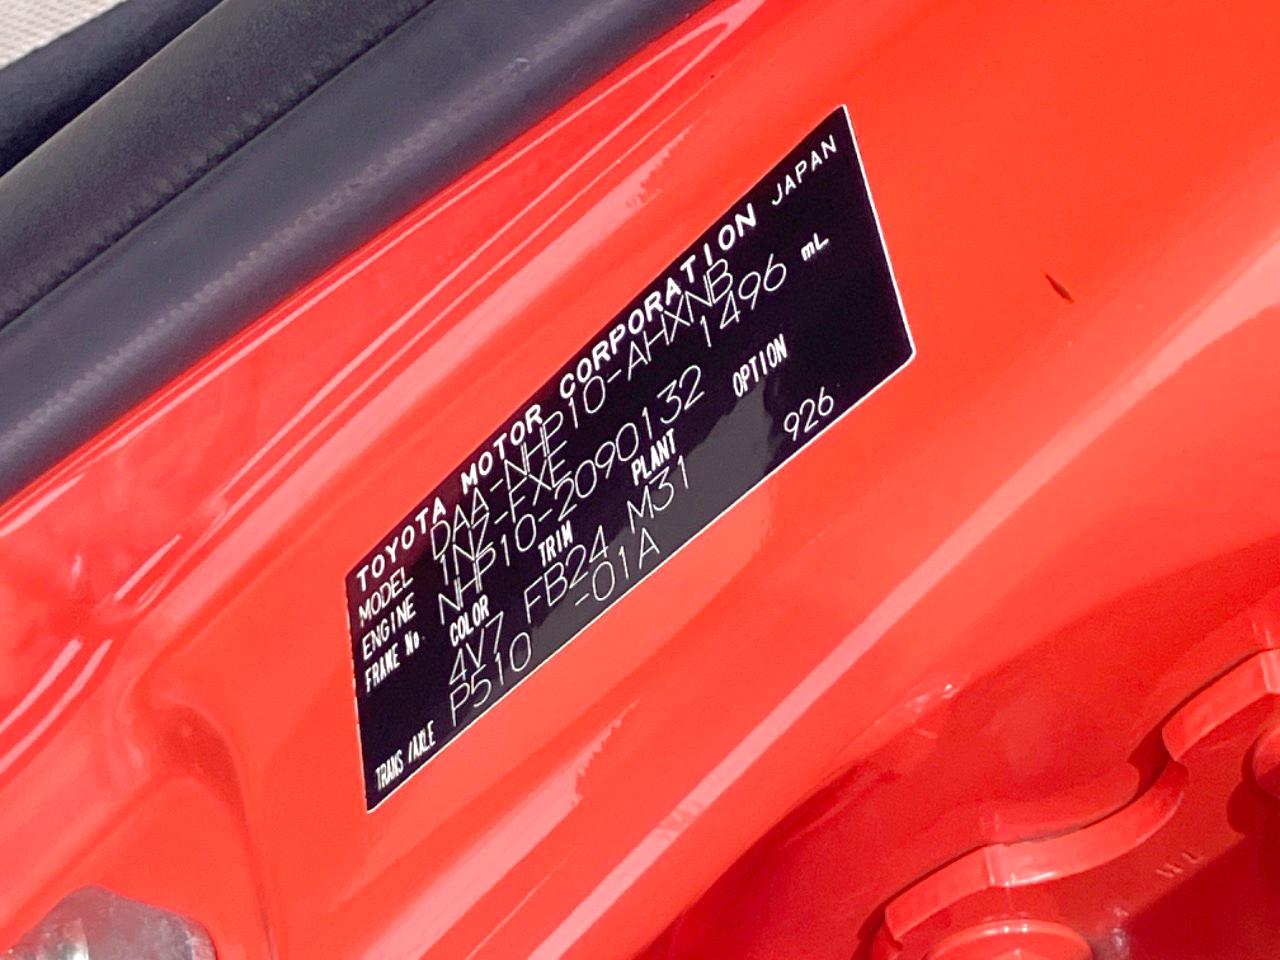 TOYOTA MOTOR CORPORATION JAPAN
MODEL DAA-NHP10-AHXNB
ENGINE 1NZ-FXE 1496 mL
FRAME No. NHP10-2090132
COLOR TRIM PLANT OPTION
4V7 FB24 M31 926
TRANS/AXLE P510 -01A